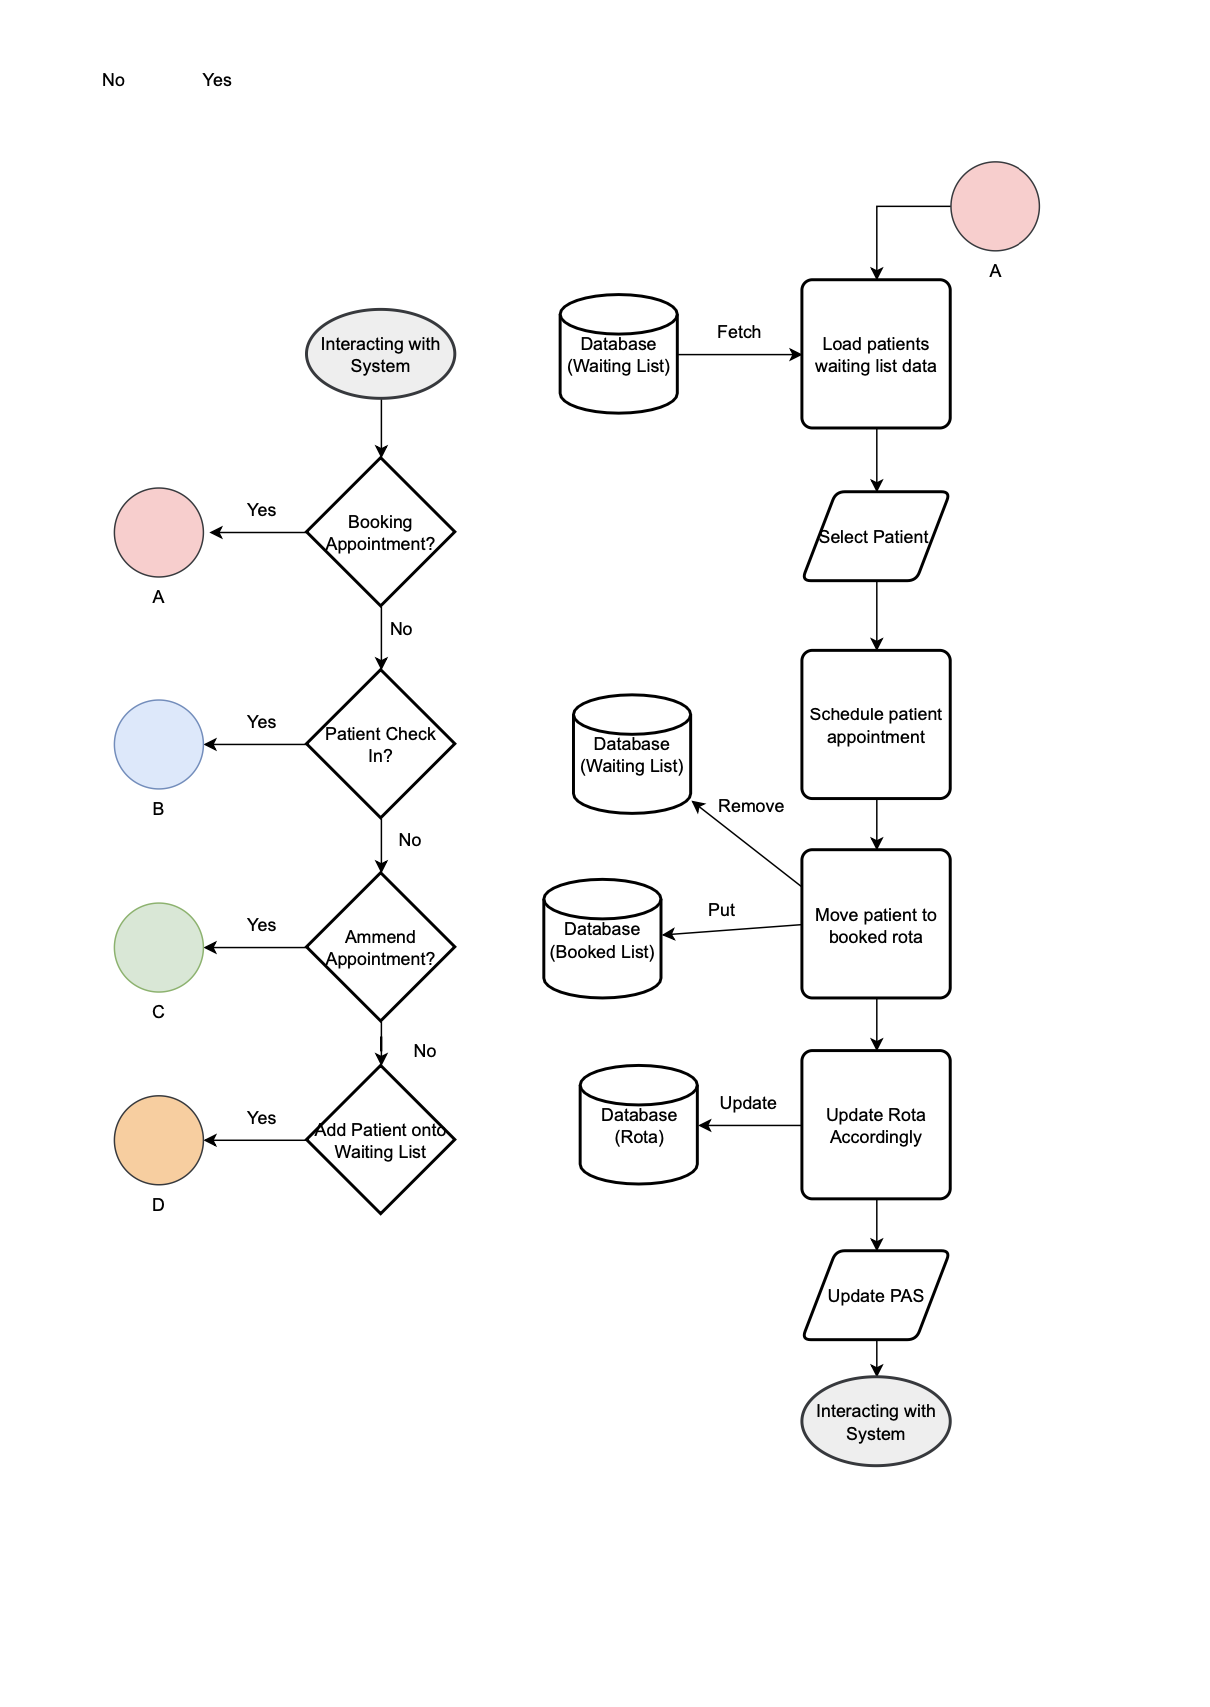 No
Yes
Interacting with
System
Booking
Appointment?
Yes
A
No
Patient Check
In?
Yes
B
No
Ammend
Appointment?
Yes
C
No
Add Patient onto
Waiting List
Yes
D
A
Database
(Waiting List)
Fetch
Load patients
waiting list data
Select Patient
Schedule patient
appointment
Database
(Waiting List)
Remove
Move patient to
booked rota
Put
Database
(Booked List)
Update Rota
Accordingly
Update
Database
(Rota)
Update PAS
Interacting with
System